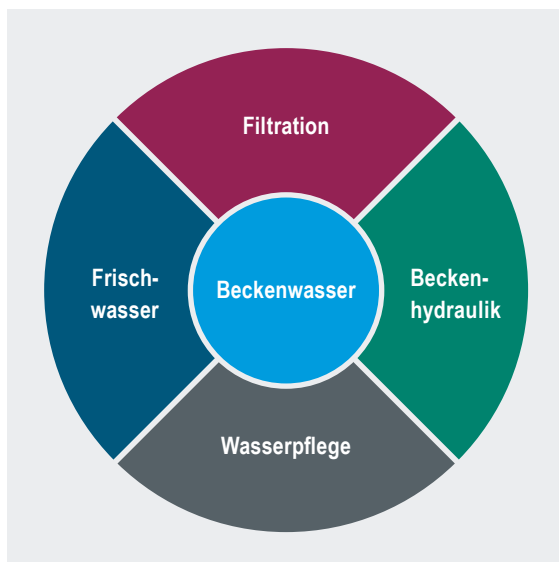 Filtration
Frisch-
wasser
Beckenwasser
Becken-
hydraulik
Wasserpflege